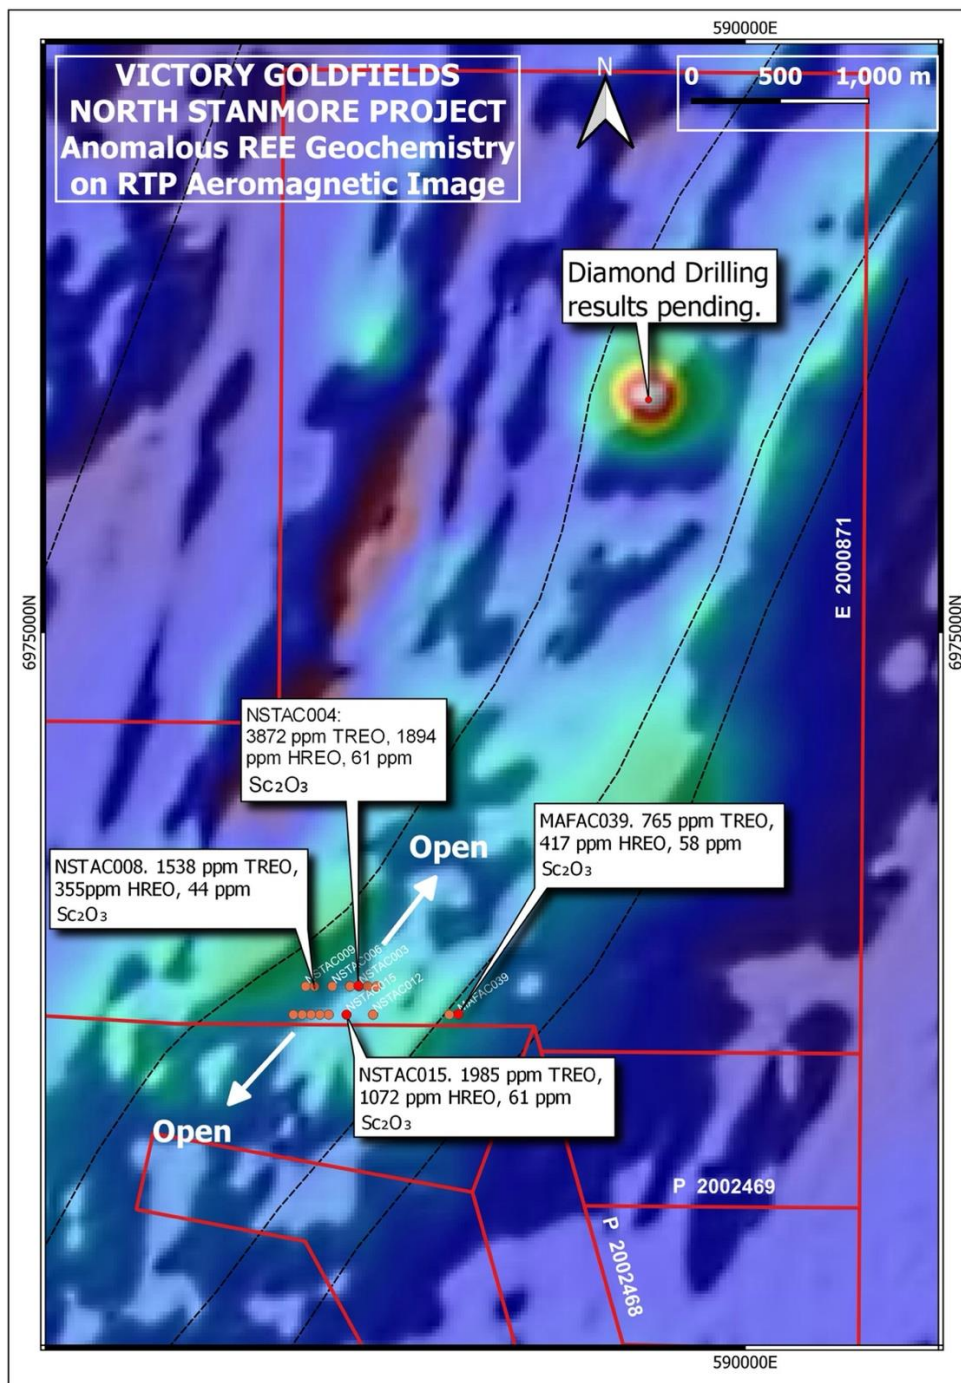 590000E
VICTORY GOLDFIELDS
NORTH STANMORE PROJECT
Anomalous REE Geochemistry
on RTP Aeromagnetic Image
N
0 500 1,000 m
Diamond Drilling
results pending.
E 2000871
6975000N
6975000N
NSTAC004:
3872 ppm TREO, 1894
ppm HREO, 61 ppm
Sc₂O₃
MAFAC039. 765 ppm TREO,
417 ppm HREO, 58 ppm
Sc₂O₃
Open
NSTAC008. 1538 ppm TREO,
355ppm HREO, 44 ppm
Sc₂O₃
NSTAC009
NSTAC006
NSTAC003
NSTAC015
NSTAC012
MAFAC039
NSTAC015. 1985 ppm TREO,
1072 ppm HREO, 61 ppm
Sc₂O₃
Open
P 2002469
P 2002468
590000E